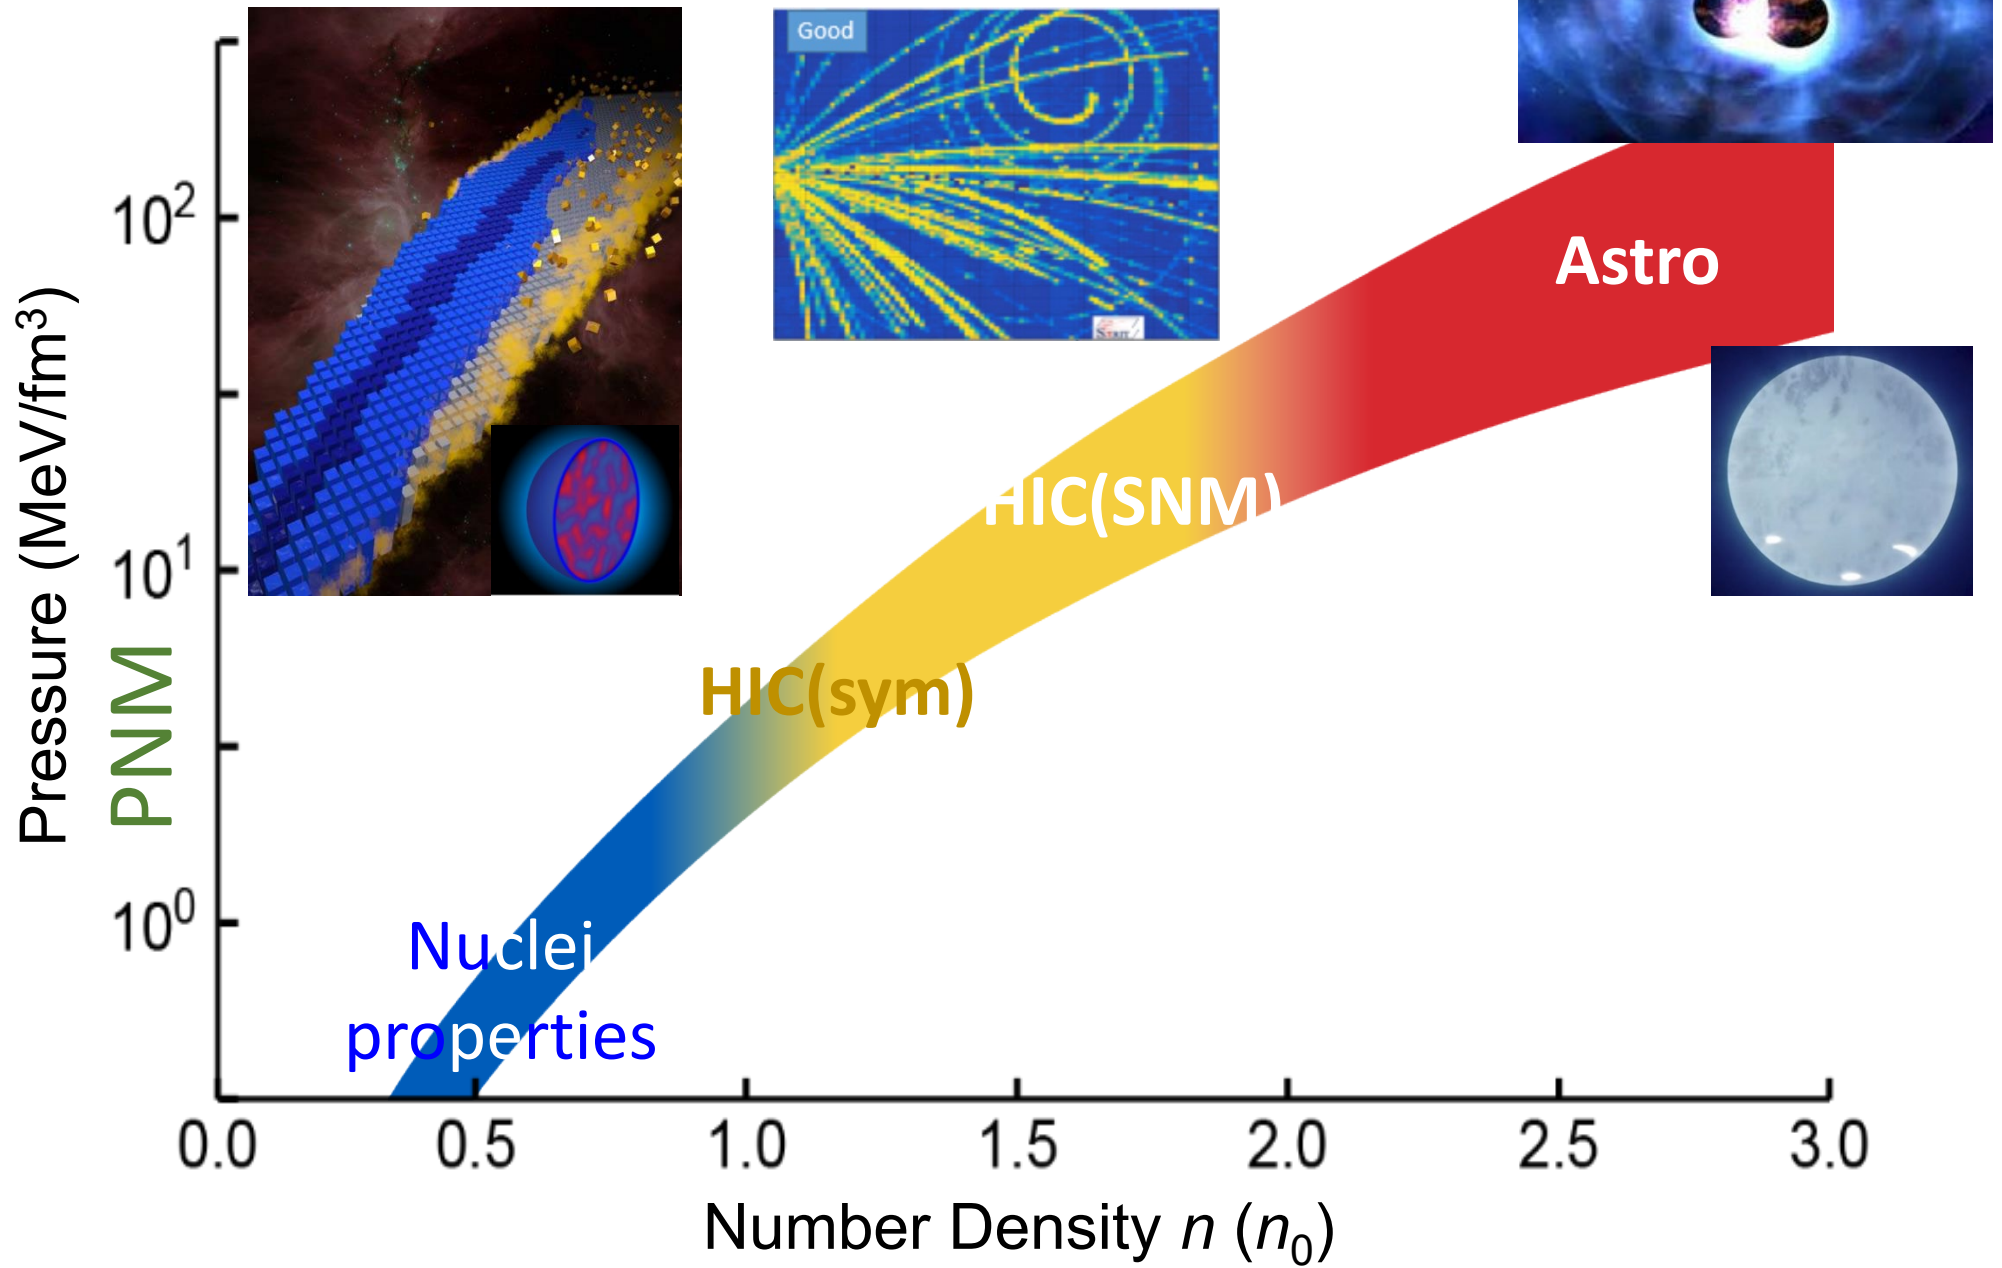 Good
10²
10¹
10⁰
Pressure (MeV/fm³)
PNM
Astro
HIC(SNM)
HIC(sym)
Nuclei
properties
0.0 0.5 1.0 1.5 2.0 2.5 3.0
Number Density n (n₀)